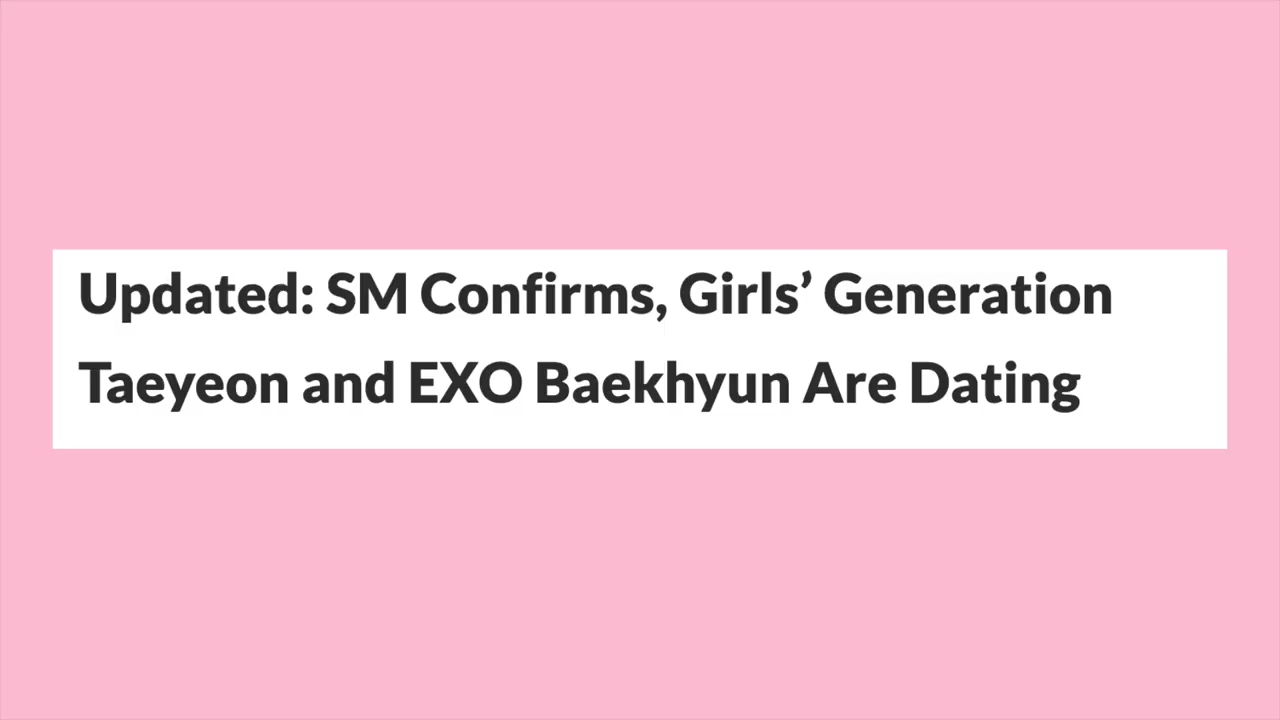 Updated: SM Confirms, Girls’ Generation
Taeyeon and EXO Baekhyun Are Dating